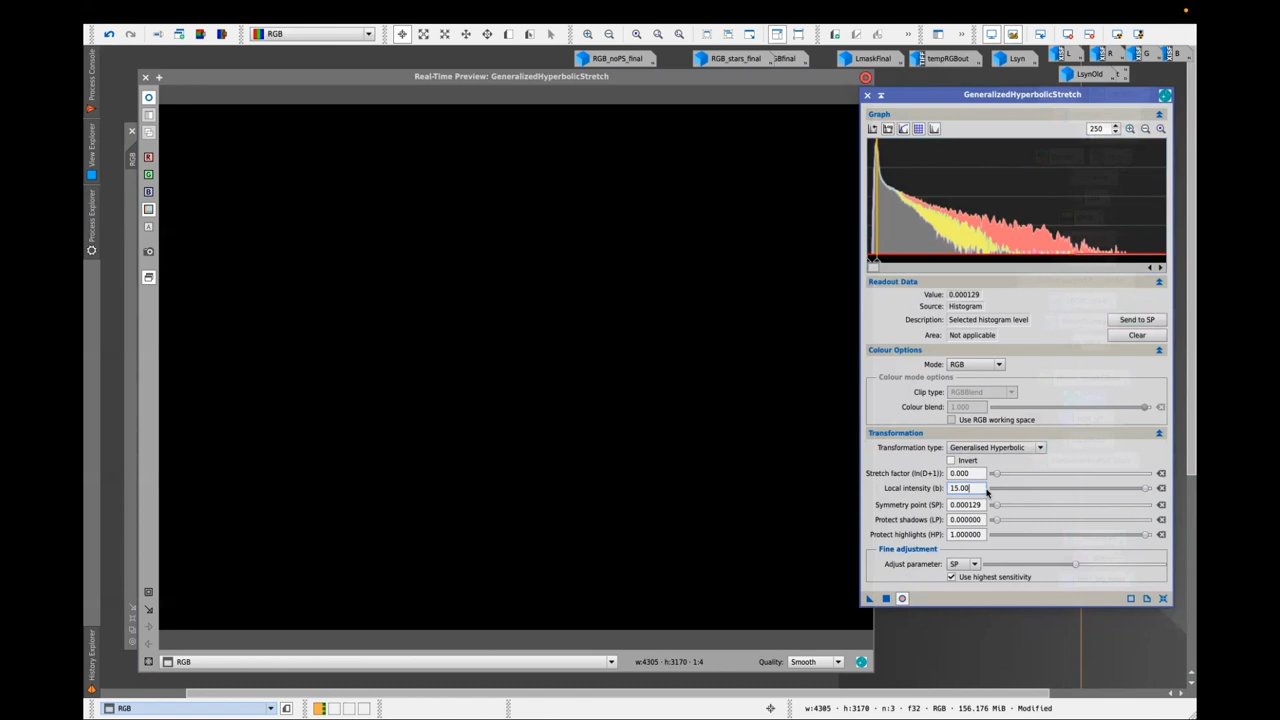 RGB
RGB_noPS_final
RGB_stars_final
GBfinal
LmaskFinal
tempRGBout
Lsyn
L
R
G
B
LsynOld
Process Console
View Explorer
Process Explorer
History Explorer
RGB
Real-Time Preview: GeneralizedHyperbolicStretch
R
G
B
A
GeneralizedHyperbolicStretch
Graph
250
Readout Data
Value: 0.000129
Source: Histogram
Description: Selected histogram level
Send to SP
Area: Not applicable
Clear
Colour Options
Mode: RGB
Colour mode options
Clip type: RGBBlend
Colour blend: 1.000
Use RGB working space
Transformation
Transformation type: Generalised Hyperbolic
Invert
Stretch factor (ln(D+1)): 0.000
Local intensity (b): 15.00
Symmetry point (SP): 0.000129
Protect shadows (LP): 0.000000
Protect highlights (HP): 1.000000
Fine adjustment
Adjust parameter: SP
Use highest sensitivity
RGB
w:4305 · h:3170 · 1:4
Quality: Smooth
RGB
w:4305 · h:3170 · n:3 · f32 · RGB · 156.176 MiB · Modified